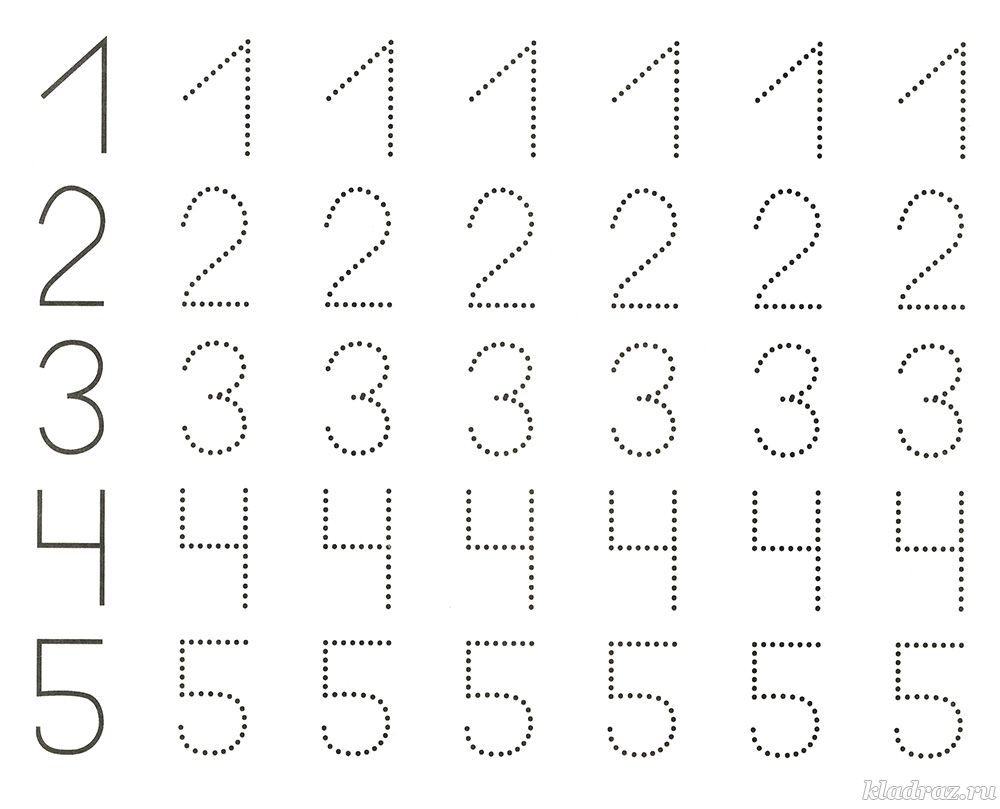 1 1 1 1 1 1 1
2 2 2 2 2 2 2
3 3 3 3 3 3 3
4 4 4 4 4 4 4
5 5 5 5 5 5 5
kladraz.ru